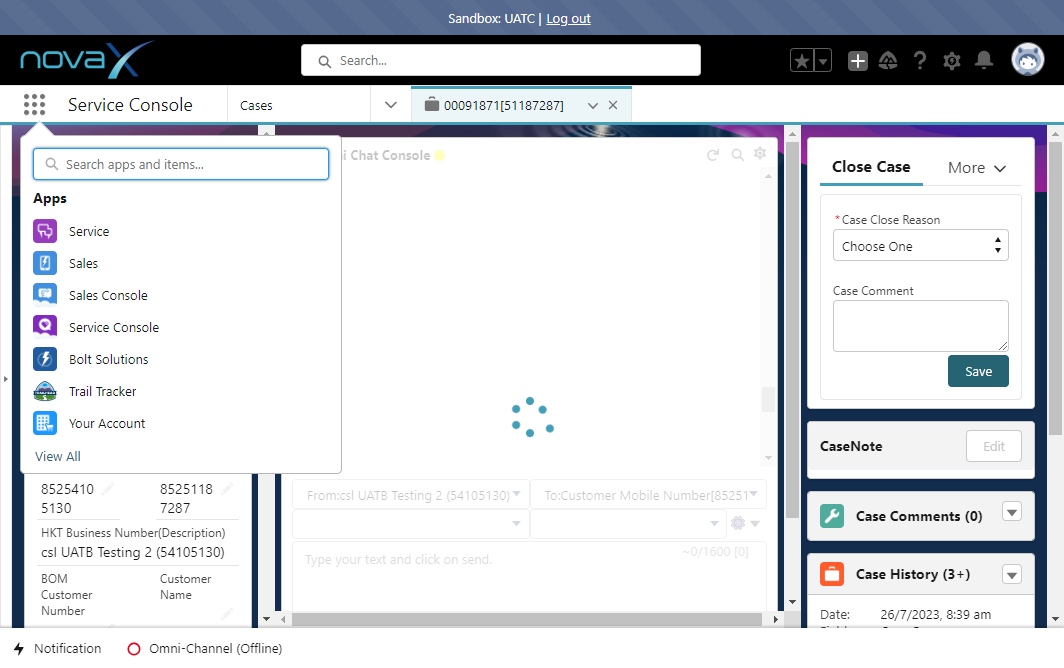 Sandbox: UATC | Log out
novaX
Search...
Service Console
Cases
00091871[51187287]
Search apps and items...
Apps
Service
Sales
Sales Console
Service Console
Bolt Solutions
Trail Tracker
Your Account
View All
8525410
5130
8525118
7287
HKT Business Number(Description)
csl UATB Testing 2 (54105130)
BOM
Customer
Number
Customer
Name
i Chat Console
From:csl UATB Testing 2 (54105130)
To:Customer Mobile Number[85251
~0/1600 [0]
Type your text and click on send.
Close Case
More
*Case Close Reason
Choose One
Case Comment
Save
CaseNote
Edit
Case Comments (0)
Case History (3+)
Date:
26/7/2023, 8:39 am
Notification
Omni-Channel (Offline)